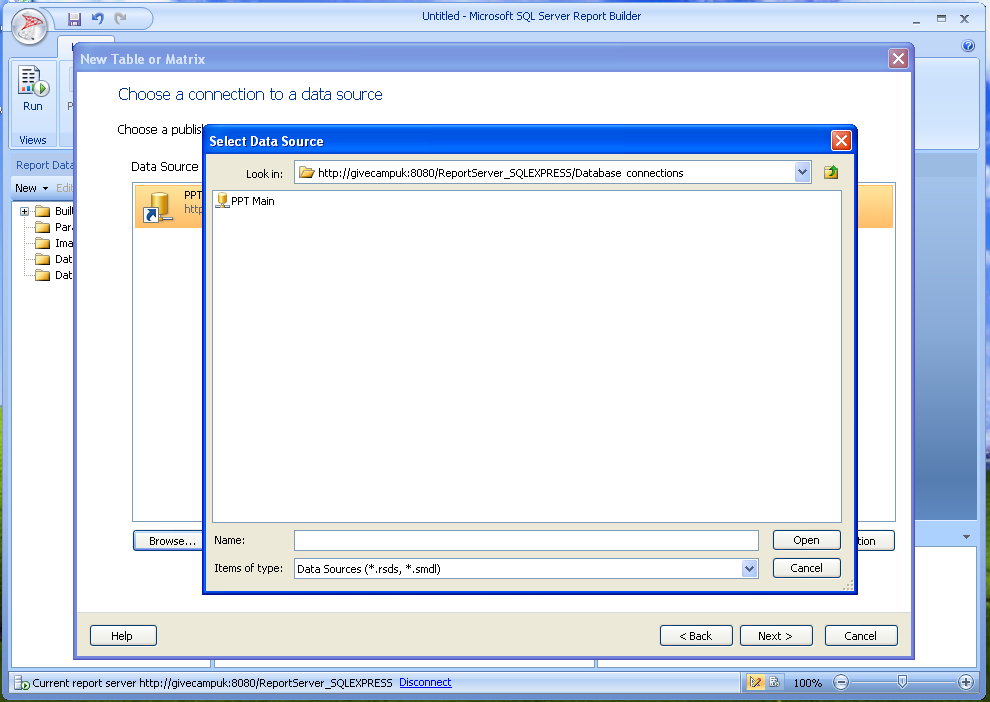 Untitled - Microsoft SQL Server Report Builder
New Table or Matrix
Run
Views
Choose a connection to a data source
Choose a publis
Report Data
New
Edi
Data Source
Select Data Source
Look in:
http://givecampuk:8080/ReportServer_SQLEXPRESS/Database connections
PPT Main
PPT
http
Built
Para
Ima
Dat
Dat
Browse...
Name:
Open
tion
Items of type:
Data Sources (*.rsds, *.smdl)
Cancel
Help
< Back
Next >
Cancel
Current report server http://givecampuk:8080/ReportServer_SQLEXPRESS
Disconnect
100%